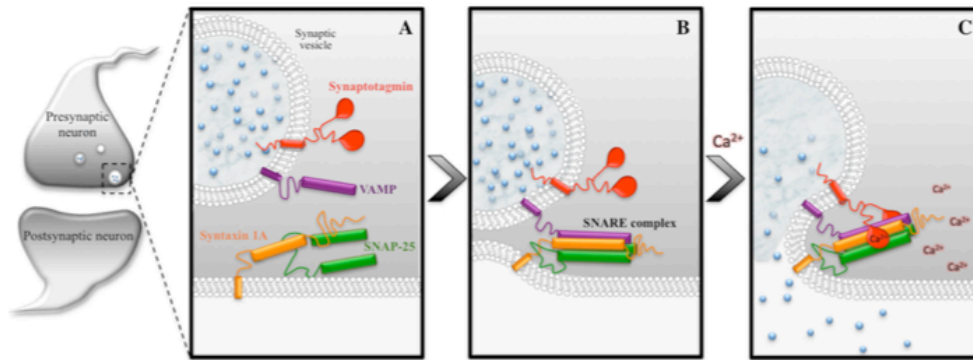 Presynaptic
neuron
Postsynaptic neuron
A
Synaptic
vesicle
Synaptotagmin
VAMP
Syntaxin 1A
SNAP-25
B
SNARE complex
Ca²⁺
C
Ca²⁺
Ca²⁺
Ca²⁺
Ca²⁺
Ca²⁺